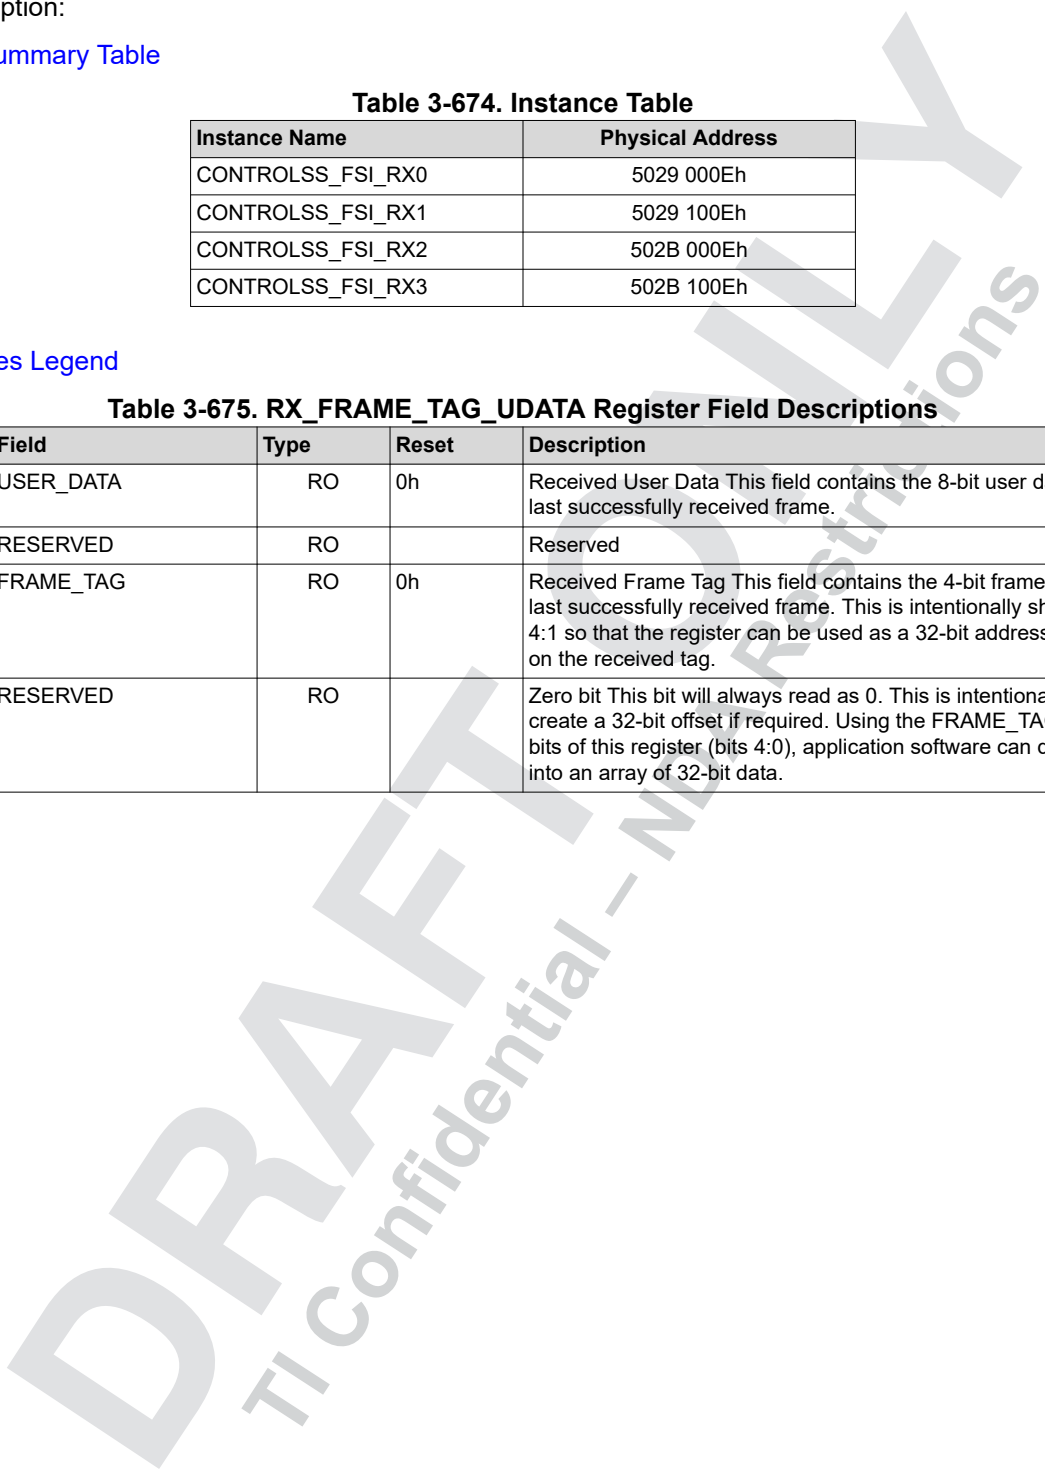 ption:
ummary Table
Table 3-674. Instance Table
Instance Name Physical Address
CONTROLSS_FSI_RX0 5029 000Eh
CONTROLSS_FSI_RX1 5029 100Eh
CONTROLSS_FSI_RX2 502B 000Eh
CONTROLSS_FSI_RX3 502B 100Eh
es Legend
Table 3-675. RX_FRAME_TAG_UDATA Register Field Descriptions
Field Type Reset Description
USER_DATA RO 0h Received User Data This field contains the 8-bit user d
last successfully received frame.
RESERVED RO Reserved
FRAME_TAG RO 0h Received Frame Tag This field contains the 4-bit frame
last successfully received frame. This is intentionally sh
4:1 so that the register can be used as a 32-bit address
on the received tag.
RESERVED RO Zero bit This bit will always read as 0. This is intentiona
create a 32-bit offset if required. Using the FRAME_TA
bits of this register (bits 4:0), application software can
into an array of 32-bit data.
DRAFT ONLY
TI Confidential – NDA Restrictions